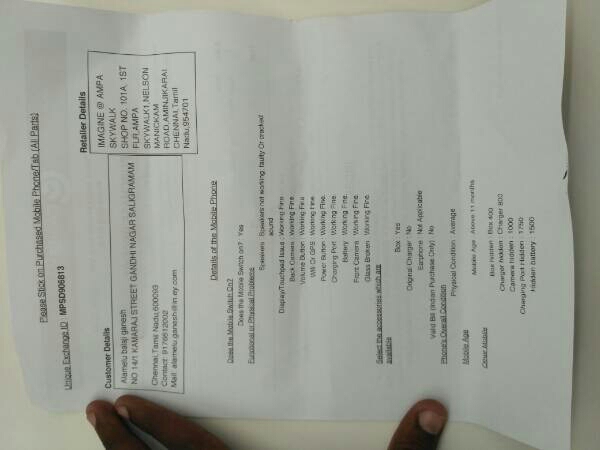 Please Stick on Purchased Mobile Phone/Tab (All Parts)
Unique Exchange ID MPSD906813
Customer Details
Alamelu balaji ganesh
NO 14/1 KAMARAJ STREET GANDHI NAGAR SALIGRAMAM
Chennai,Tamil Nadu,600093
Contact: 9176612002
Mail: alamelu.ganesh@in.ey.com
Retailer Details
IMAGINE @ AMPA
SKYWALK
SHOP NO. 101A, 1ST
FLR,AMPA
SKYWALK1,NELSON
MANICKAM
ROAD,AMINJIKARAI
CHENNAI,Tamil
Nadu,954701
Details of the Mobile Phone
Does the Mobile Switch On?
Does the Mobile Switch on? Yes
Functional or Physical Problems
Speakers Speakers not working; faulty Or cracked
sound
Display/Touchpad Issue Working Fine
Back Camera Working Fine.
Volume Button Working Fine
Wifi Or GPS Working Fine.
Power Button Working Fine.
Charging Port Working Fine.
Battery Working Fine.
Front Camera Working Fine.
Glass Broken Working Fine.
Select the accessories which are
available
Box Yes
Original Charger No
Earphone Not Applicable
Valid Bill (Indian Purchase Only) No
Phone's Overall Condition
Physical Condition Average
Mobile Age
Mobile Age Above 11 months
Other Mobile
Box hidden Box 400
Charger hidden Charger 800
Camera hidden 1000
Charging Port Hidden 1750
Hidden battery 1500